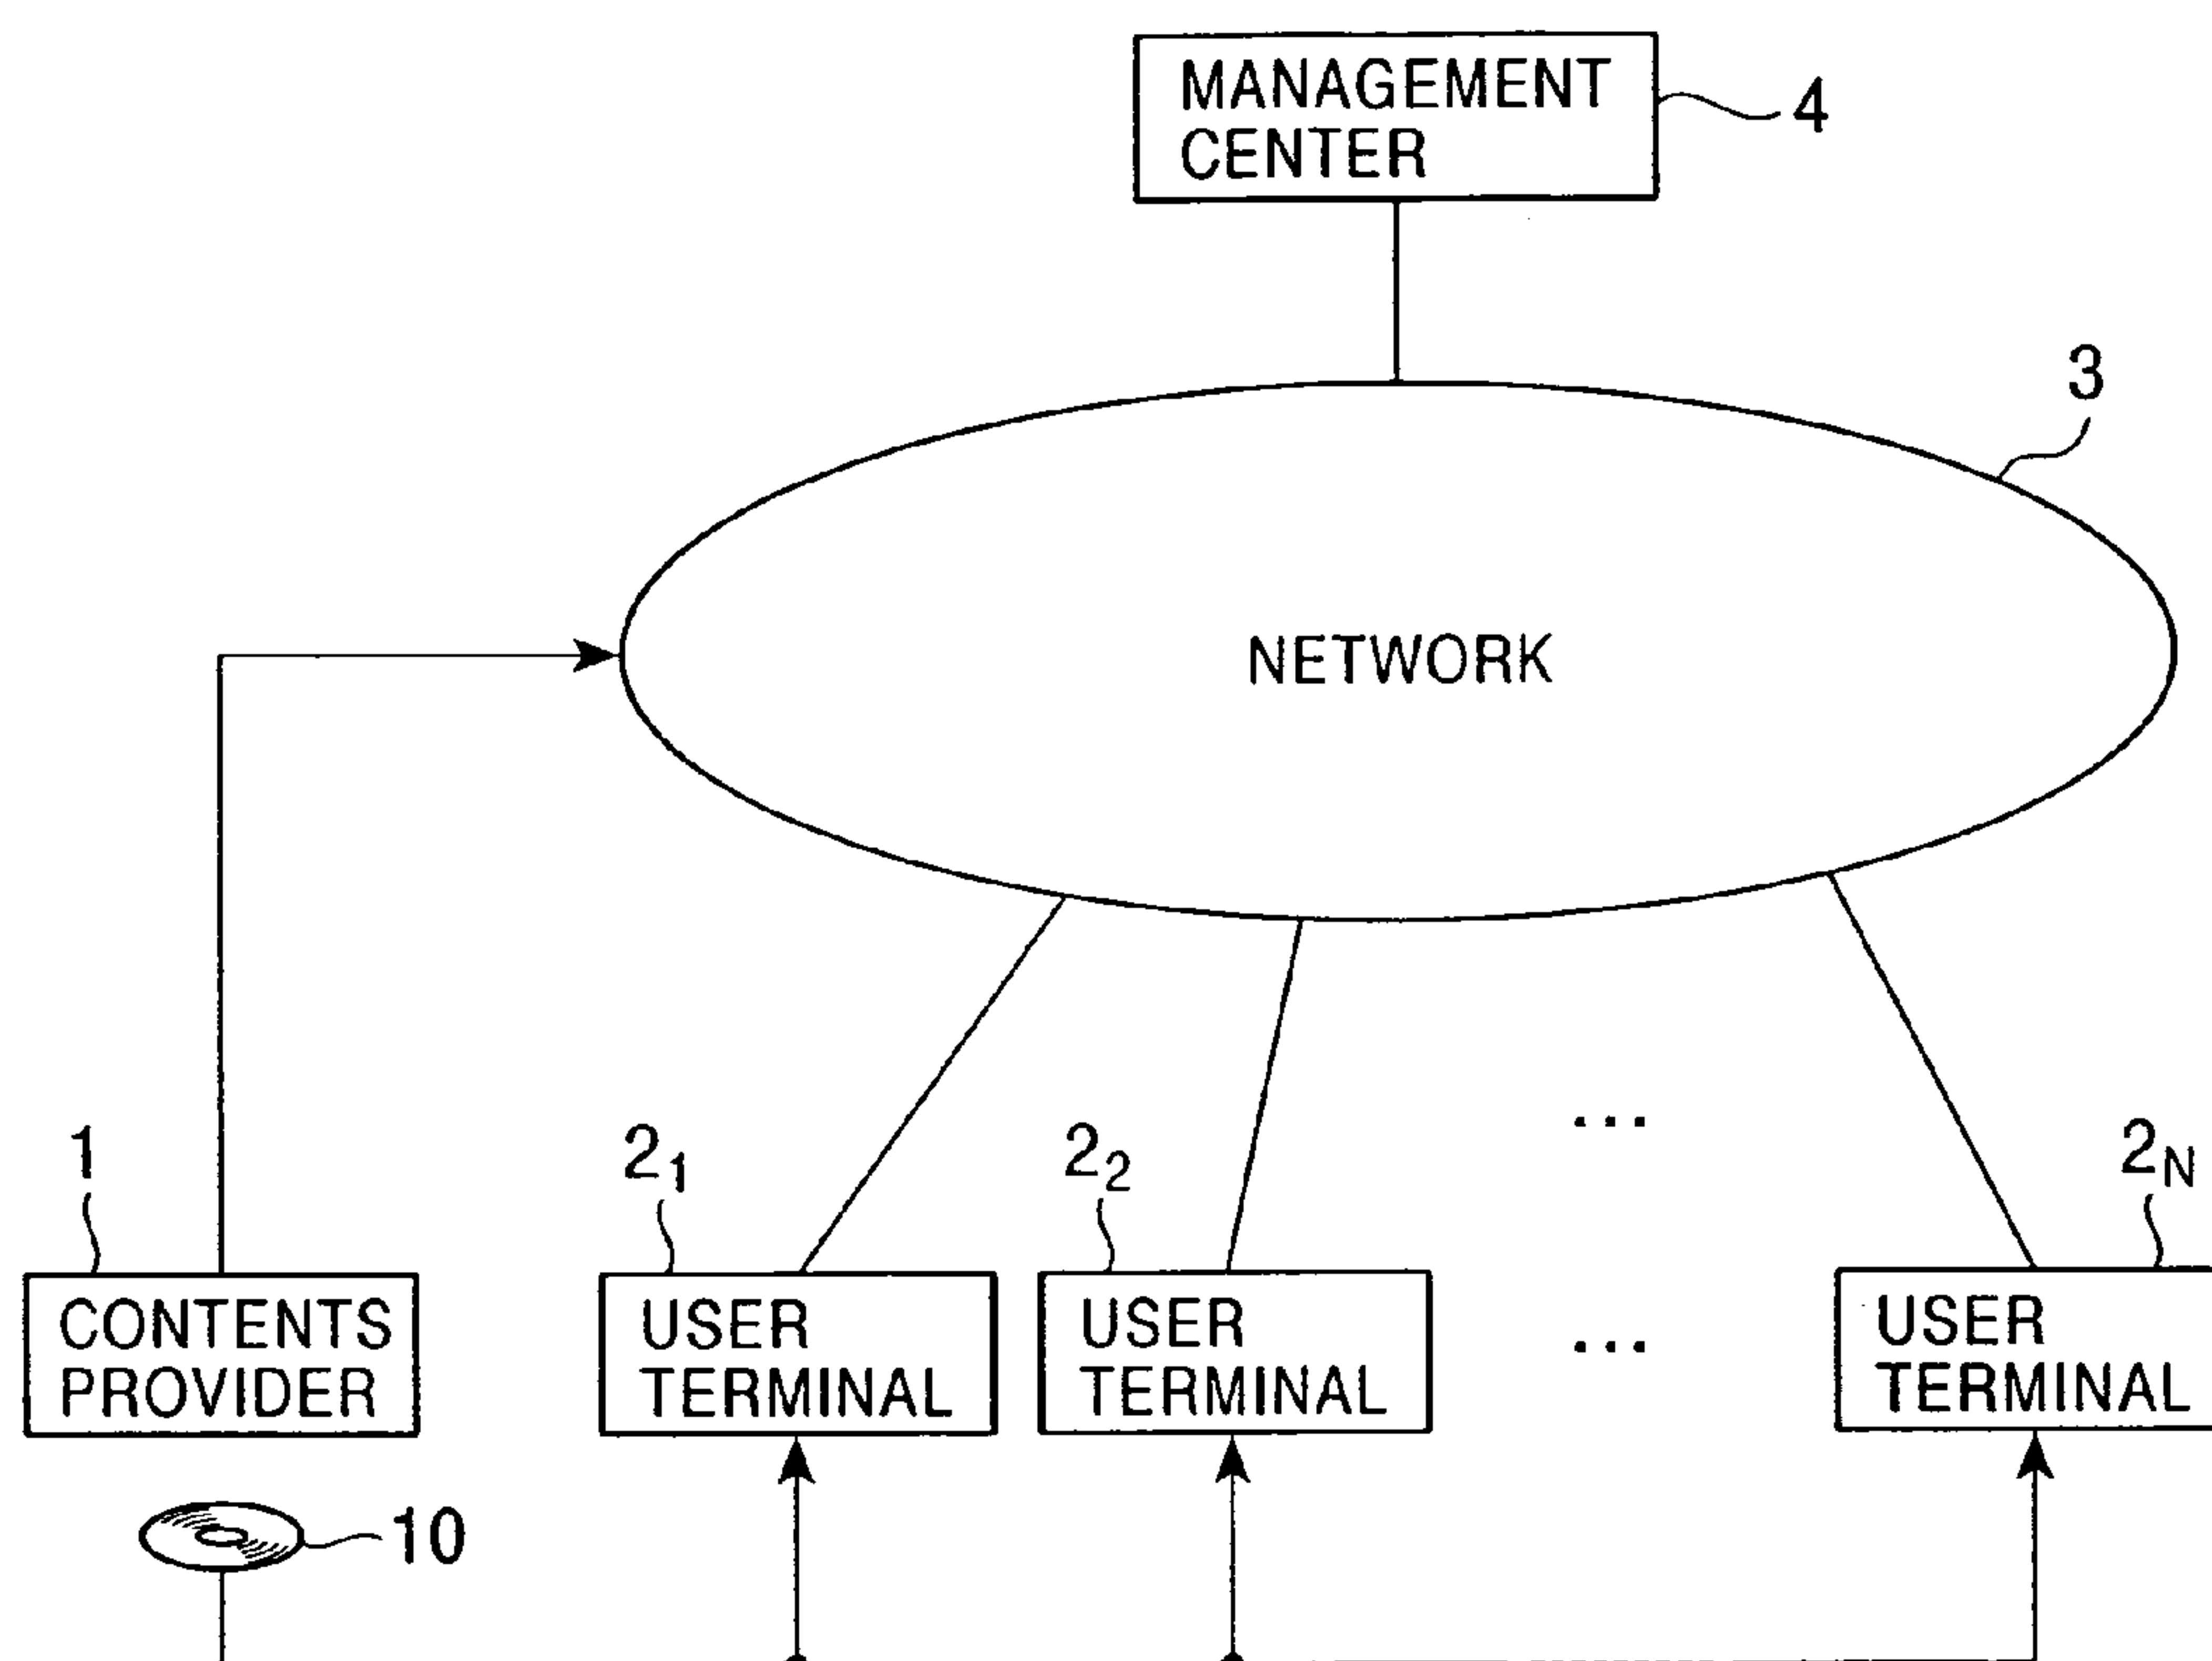 MANAGEMENT
CENTER
4
3
NETWORK
1
2₁
2₂
...
2N
CONTENTS
PROVIDER
USER
TERMINAL
USER
TERMINAL
...
USER
TERMINAL
10